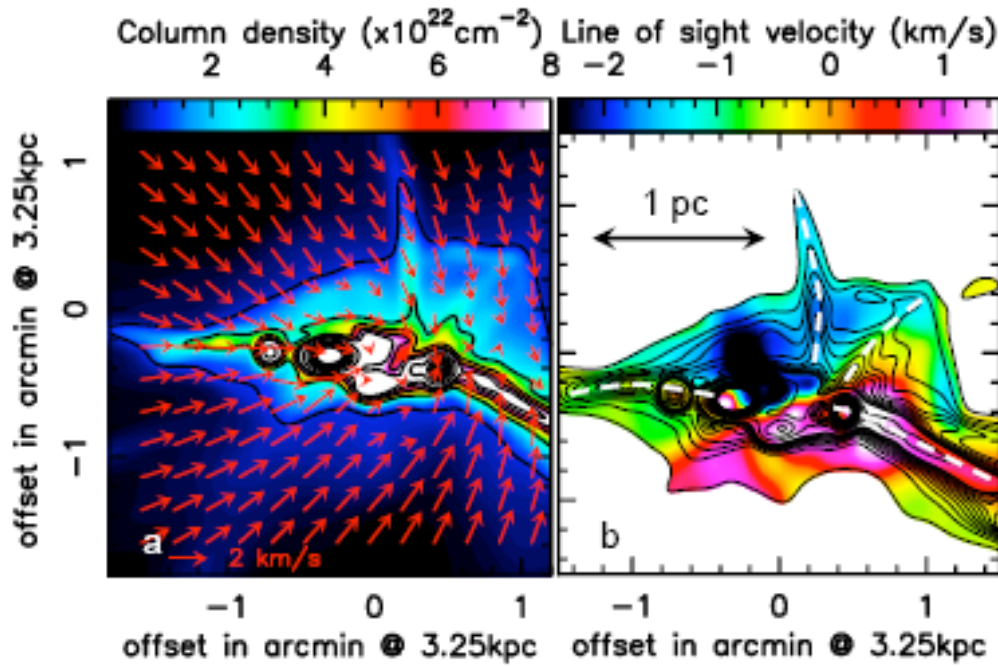 Column density (x10²²cm⁻²)
2 4 6 8
Line of sight velocity (km/s)
−2 −1 0 1
offset in arcmin @ 3.25kpc
1
0
−1
a
2 km/s
1 pc
b
−1 0 1
offset in arcmin @ 3.25kpc
−1 0 1
offset in arcmin @ 3.25kpc